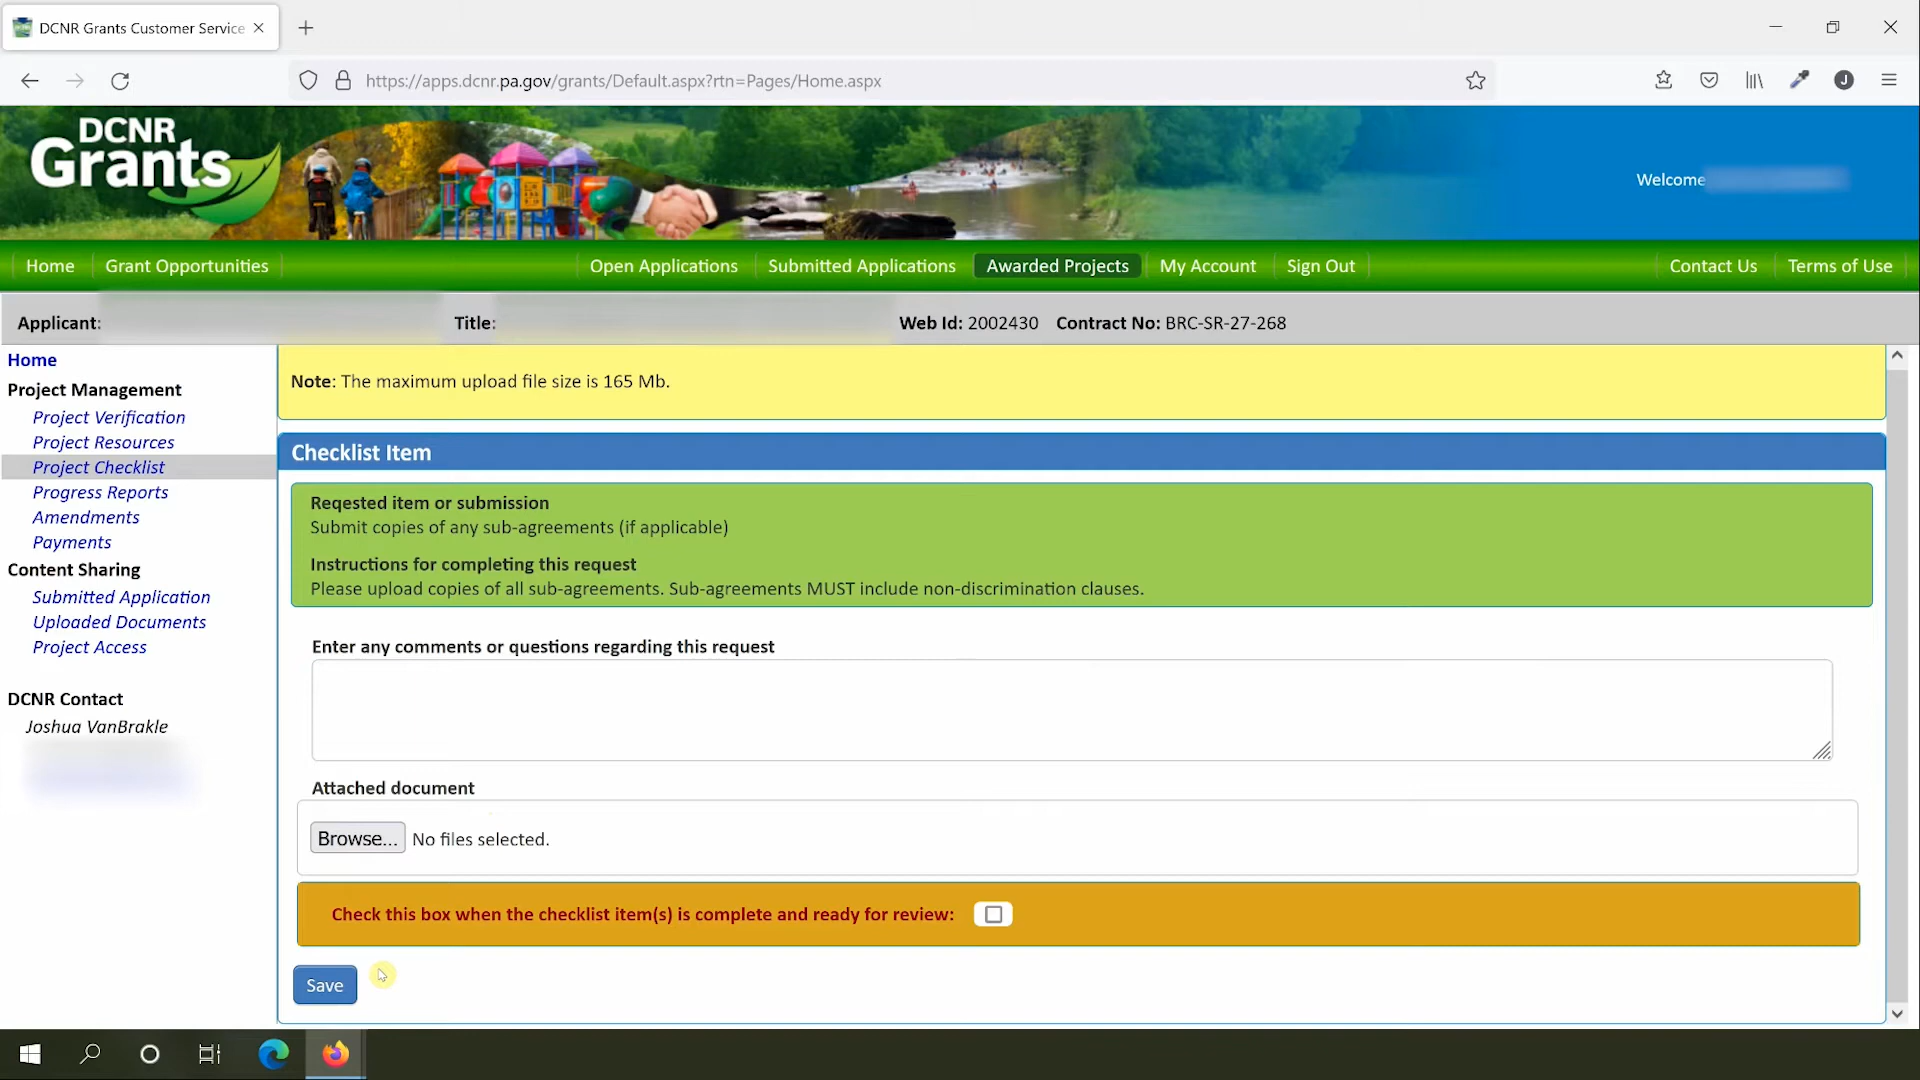 DCNR Grants Customer Service
https://apps.dcnr.pa.gov/grants/Default.aspx?rtn=Pages/Home.aspx
J
DCNR
Grants
Welcome
Home
Grant Opportunities
Open Applications
Submitted Applications
Awarded Projects
My Account
Sign Out
Contact Us
Terms of Use
Applicant:
Title:
Web Id: 2002430
Contract No: BRC-SR-27-268
Home
Project Management
Project Verification
Project Resources
Project Checklist
Progress Reports
Amendments
Payments
Content Sharing
Submitted Application
Uploaded Documents
Project Access
DCNR Contact
Joshua VanBrakle
Note: The maximum upload file size is 165 Mb.
Checklist Item
Reqested item or submission
Submit copies of any sub-agreements (if applicable)
Instructions for completing this request
Please upload copies of all sub-agreements. Sub-agreements MUST include non-discrimination clauses.
Enter any comments or questions regarding this request
Attached document
Browse... No files selected.
Check this box when the checklist item(s) is complete and ready for review:
Save